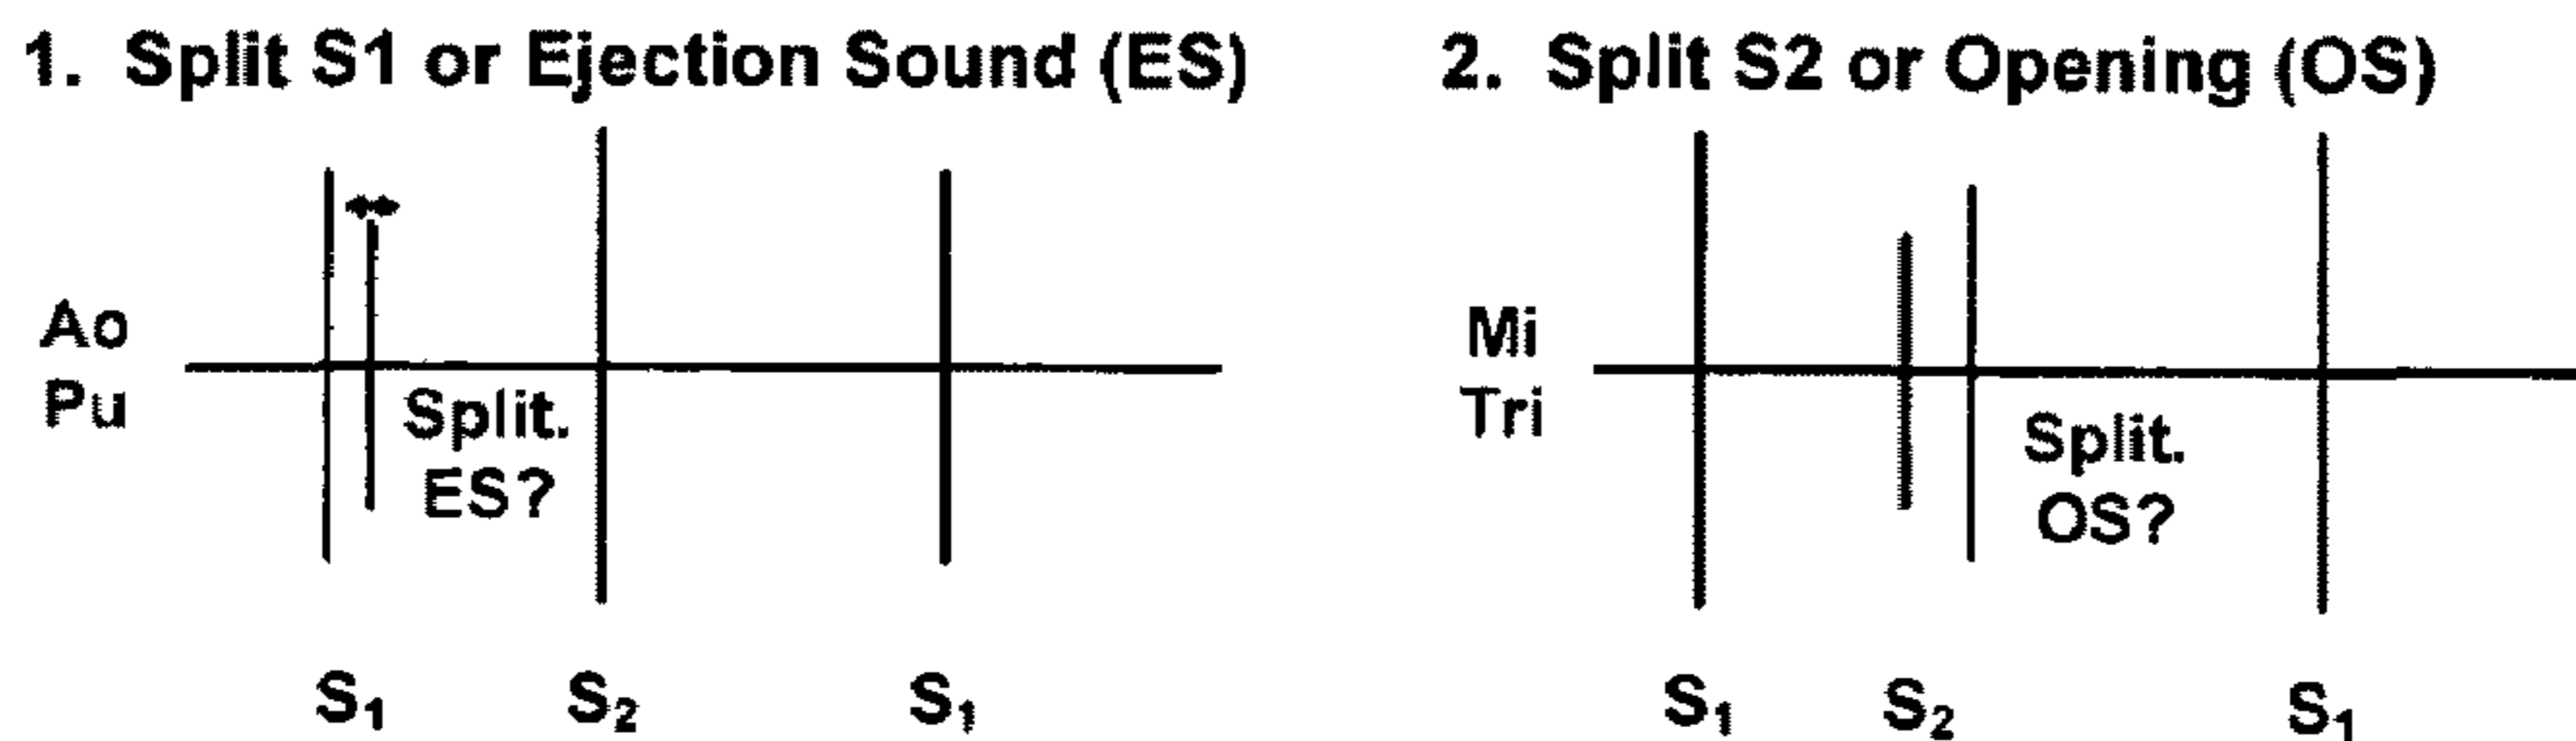 1. Split S1 or Ejection Sound (ES)
Ao
Pu
Split.
ES?
S₁ S₂ S₁
2. Split S2 or Opening (OS)
Mi
Tri
Split.
OS?
S₁ S₂ S₁